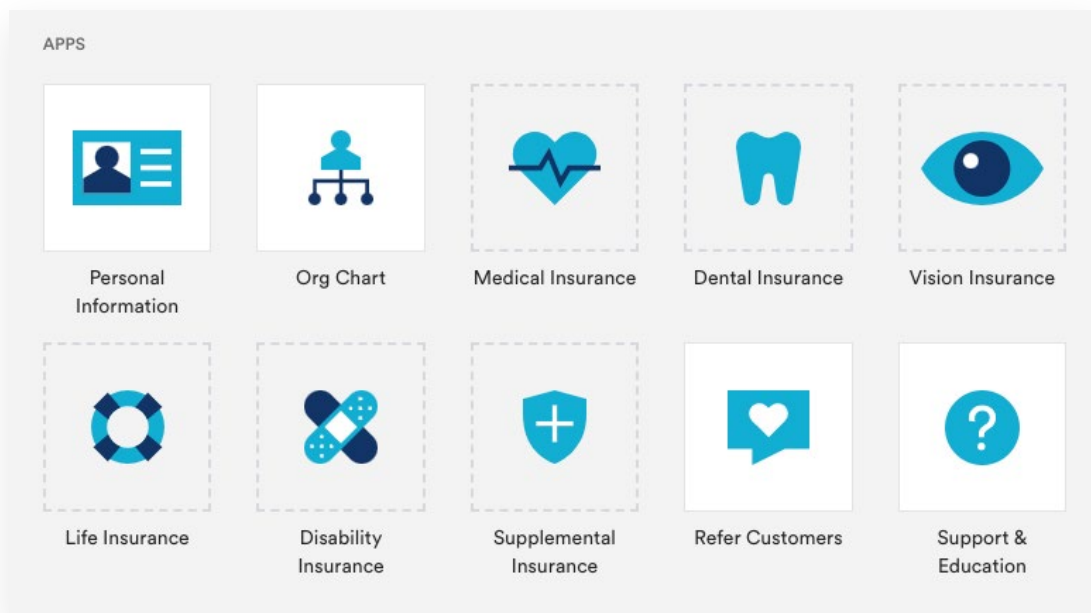 APPS
Personal
Information
Org Chart
Medical Insurance
Dental Insurance
Vision Insurance
Life Insurance
Disability
Insurance
Supplemental
Insurance
Refer Customers
?
Support &
Education